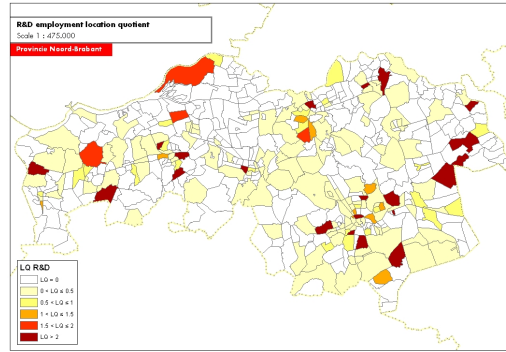 R&D employment location quotient
Scale 1 : 475.000
Provincie Noord-Brabant
LQ R&D
LQ = 0
0 < LQ ≤ 0.5
0.5 < LQ ≤ 1
1 < LQ ≤ 1.5
1.5 < LQ ≤ 2
LQ > 2